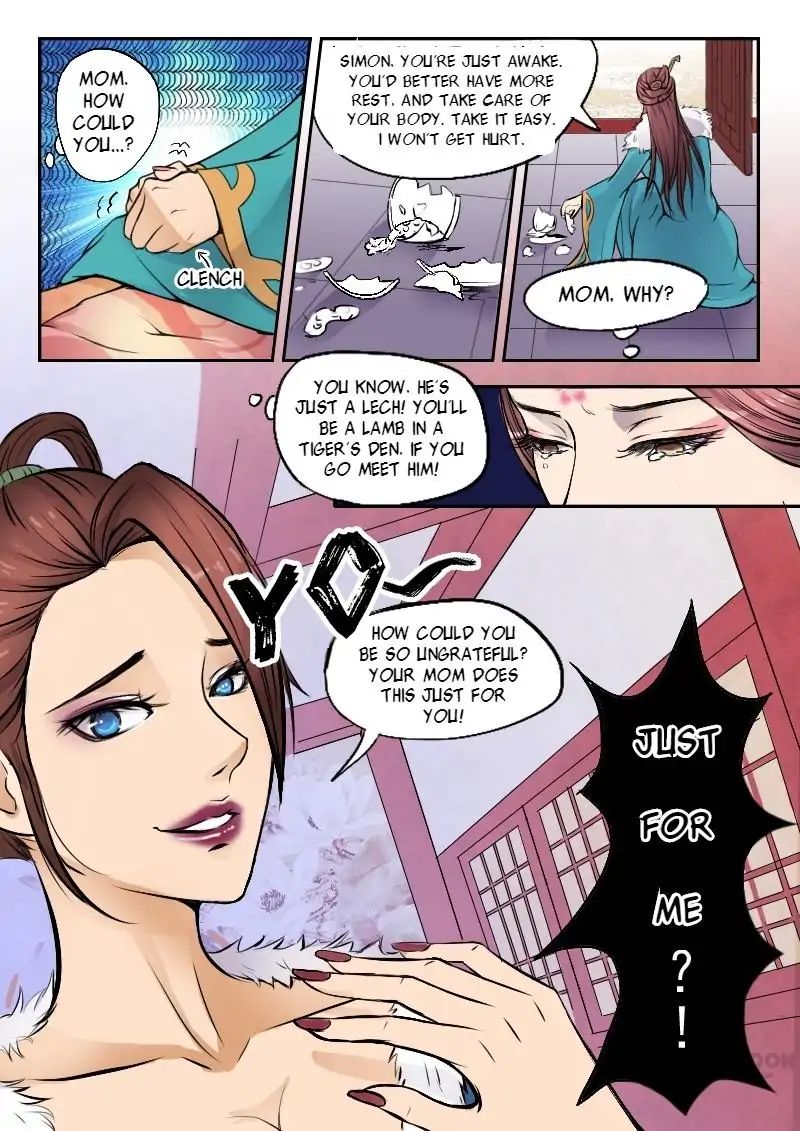 MOM,
HOW
COULD
YOU...?
CLENCH
SIMON, YOU'RE JUST AWAKE.
YOU'D BETTER HAVE MORE
REST, AND TAKE CARE OF
YOUR BODY. TAKE IT EASY.
I WON'T GET HURT.
MOM, WHY?
YOU KNOW, HE'S
JUST A LECH! YOU'LL
BE A LAMB IN A
TIGER'S DEN, IF YOU
GO MEET HIM!
YO~
HOW COULD YOU
BE SO UNGRATEFUL?
YOUR MOM DOES
THIS JUST FOR
YOU!
JUST
FOR
ME
?
!